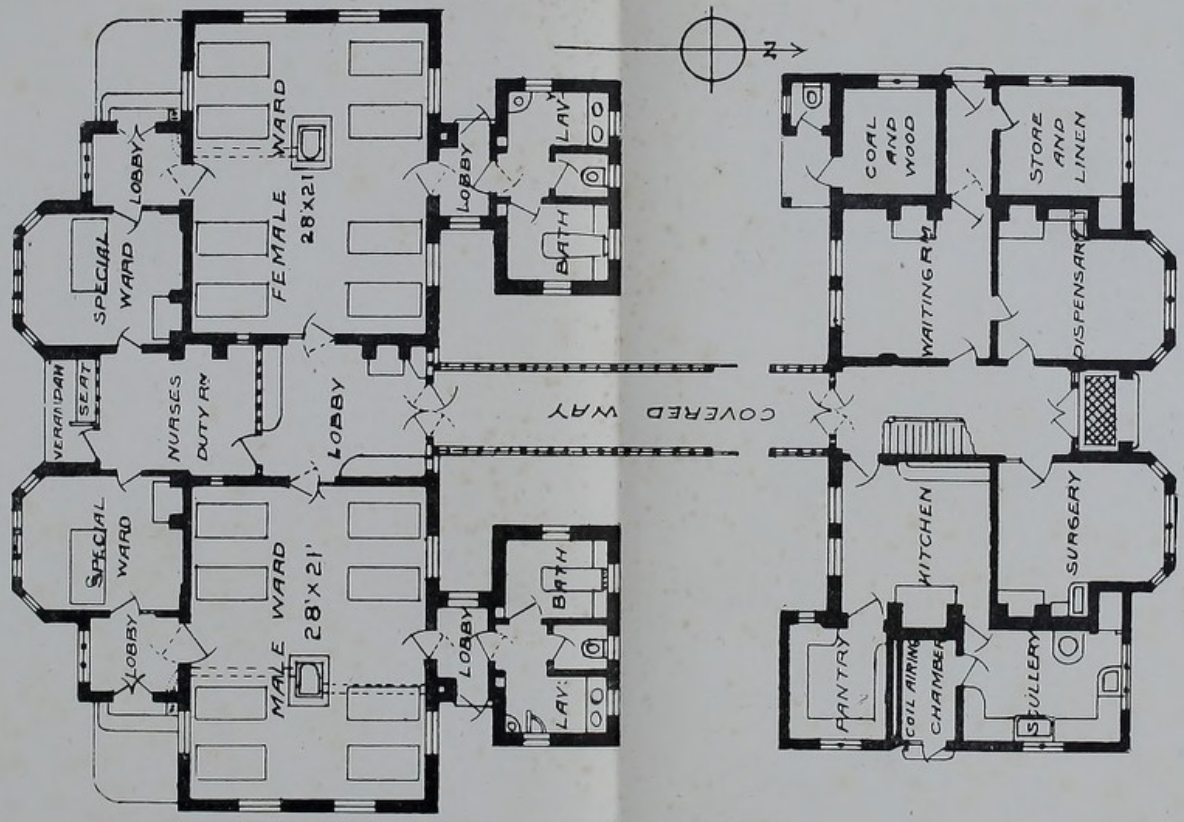 N
LOBBY
FEMALE WARD
28'X21'
LOBBY
LAV:
BATH
SPECIAL
WARD
VERANDAH
SEAT
NURSES
DUTY RM
LOBBY
COVERED WAY
SPECIAL
WARD
LOBBY
MALE WARD
28'X21'
LOBBY
BATH
LAV:
COAL
AND
WOOD
STORE
AND
LINEN
WAITING RM
DISPENSARY
KITCHEN
SURGERY
PANTRY
COIL AIRING
CHAMBER
SCULLERY